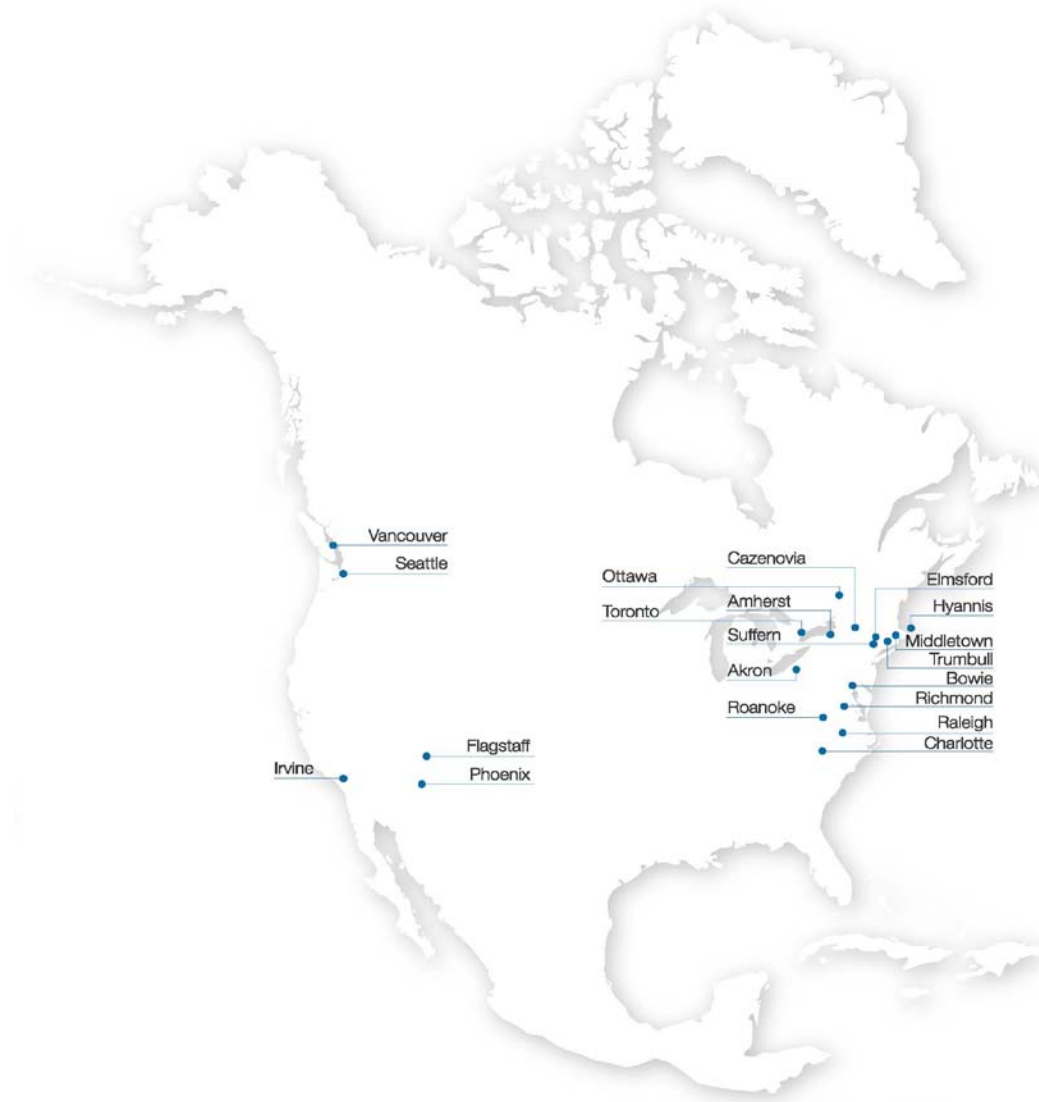 Vancouver
Seattle
Irvine
Flagstaff
Phoenix
Cazenovia
Ottawa
Amherst
Toronto
Suffern
Akron
Roanoke
Elmsford
Hyannis
Middletown
Trumbull
Bowie
Richmond
Raleigh
Charlotte